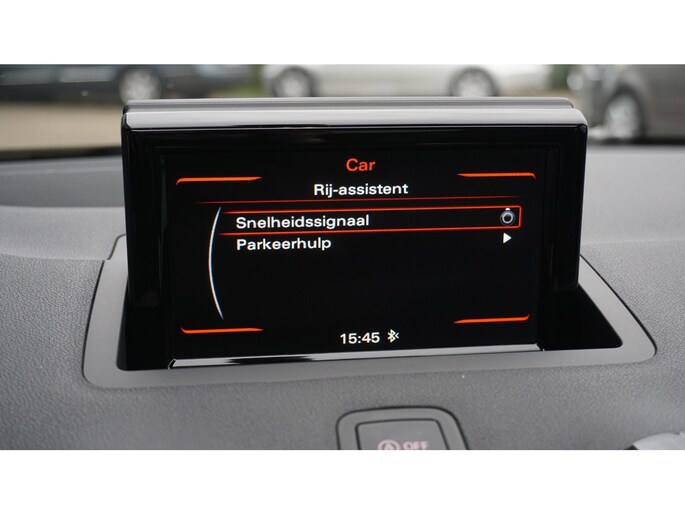 Car
Rij-assistent
Snelheidssignaal
Parkeerhulp
15:45
OFF